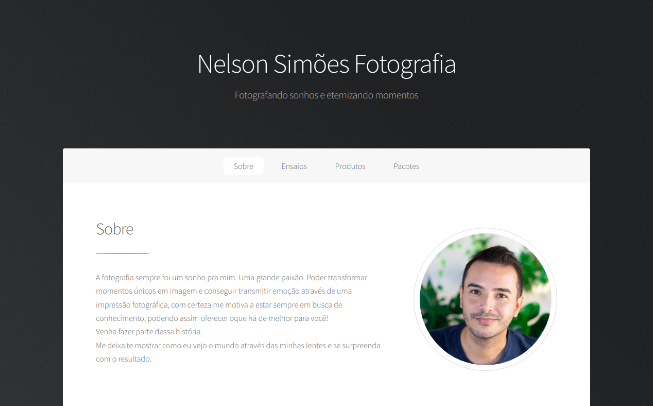 Nelson Simões Fotografia
Fotografando sonhos e eternizando momentos
Sobre
Ensaios
Produtos
Pacotes
Sobre
A fotografia sempre foi um sonho pra mim. Uma grande paixão. Poder transformar
momentos únicos em imagem e conseguir transmitir emoção através de uma
impressão fotográfica, com certeza me motiva a estar sempre em busca de
conhecimento, podendo assim oferecer oque há de melhor para você!
Venha fazer parte dessa história.
Me deixa te mostrar como eu vejo o mundo através das minhas lentes e se surpreenda
com o resultado.